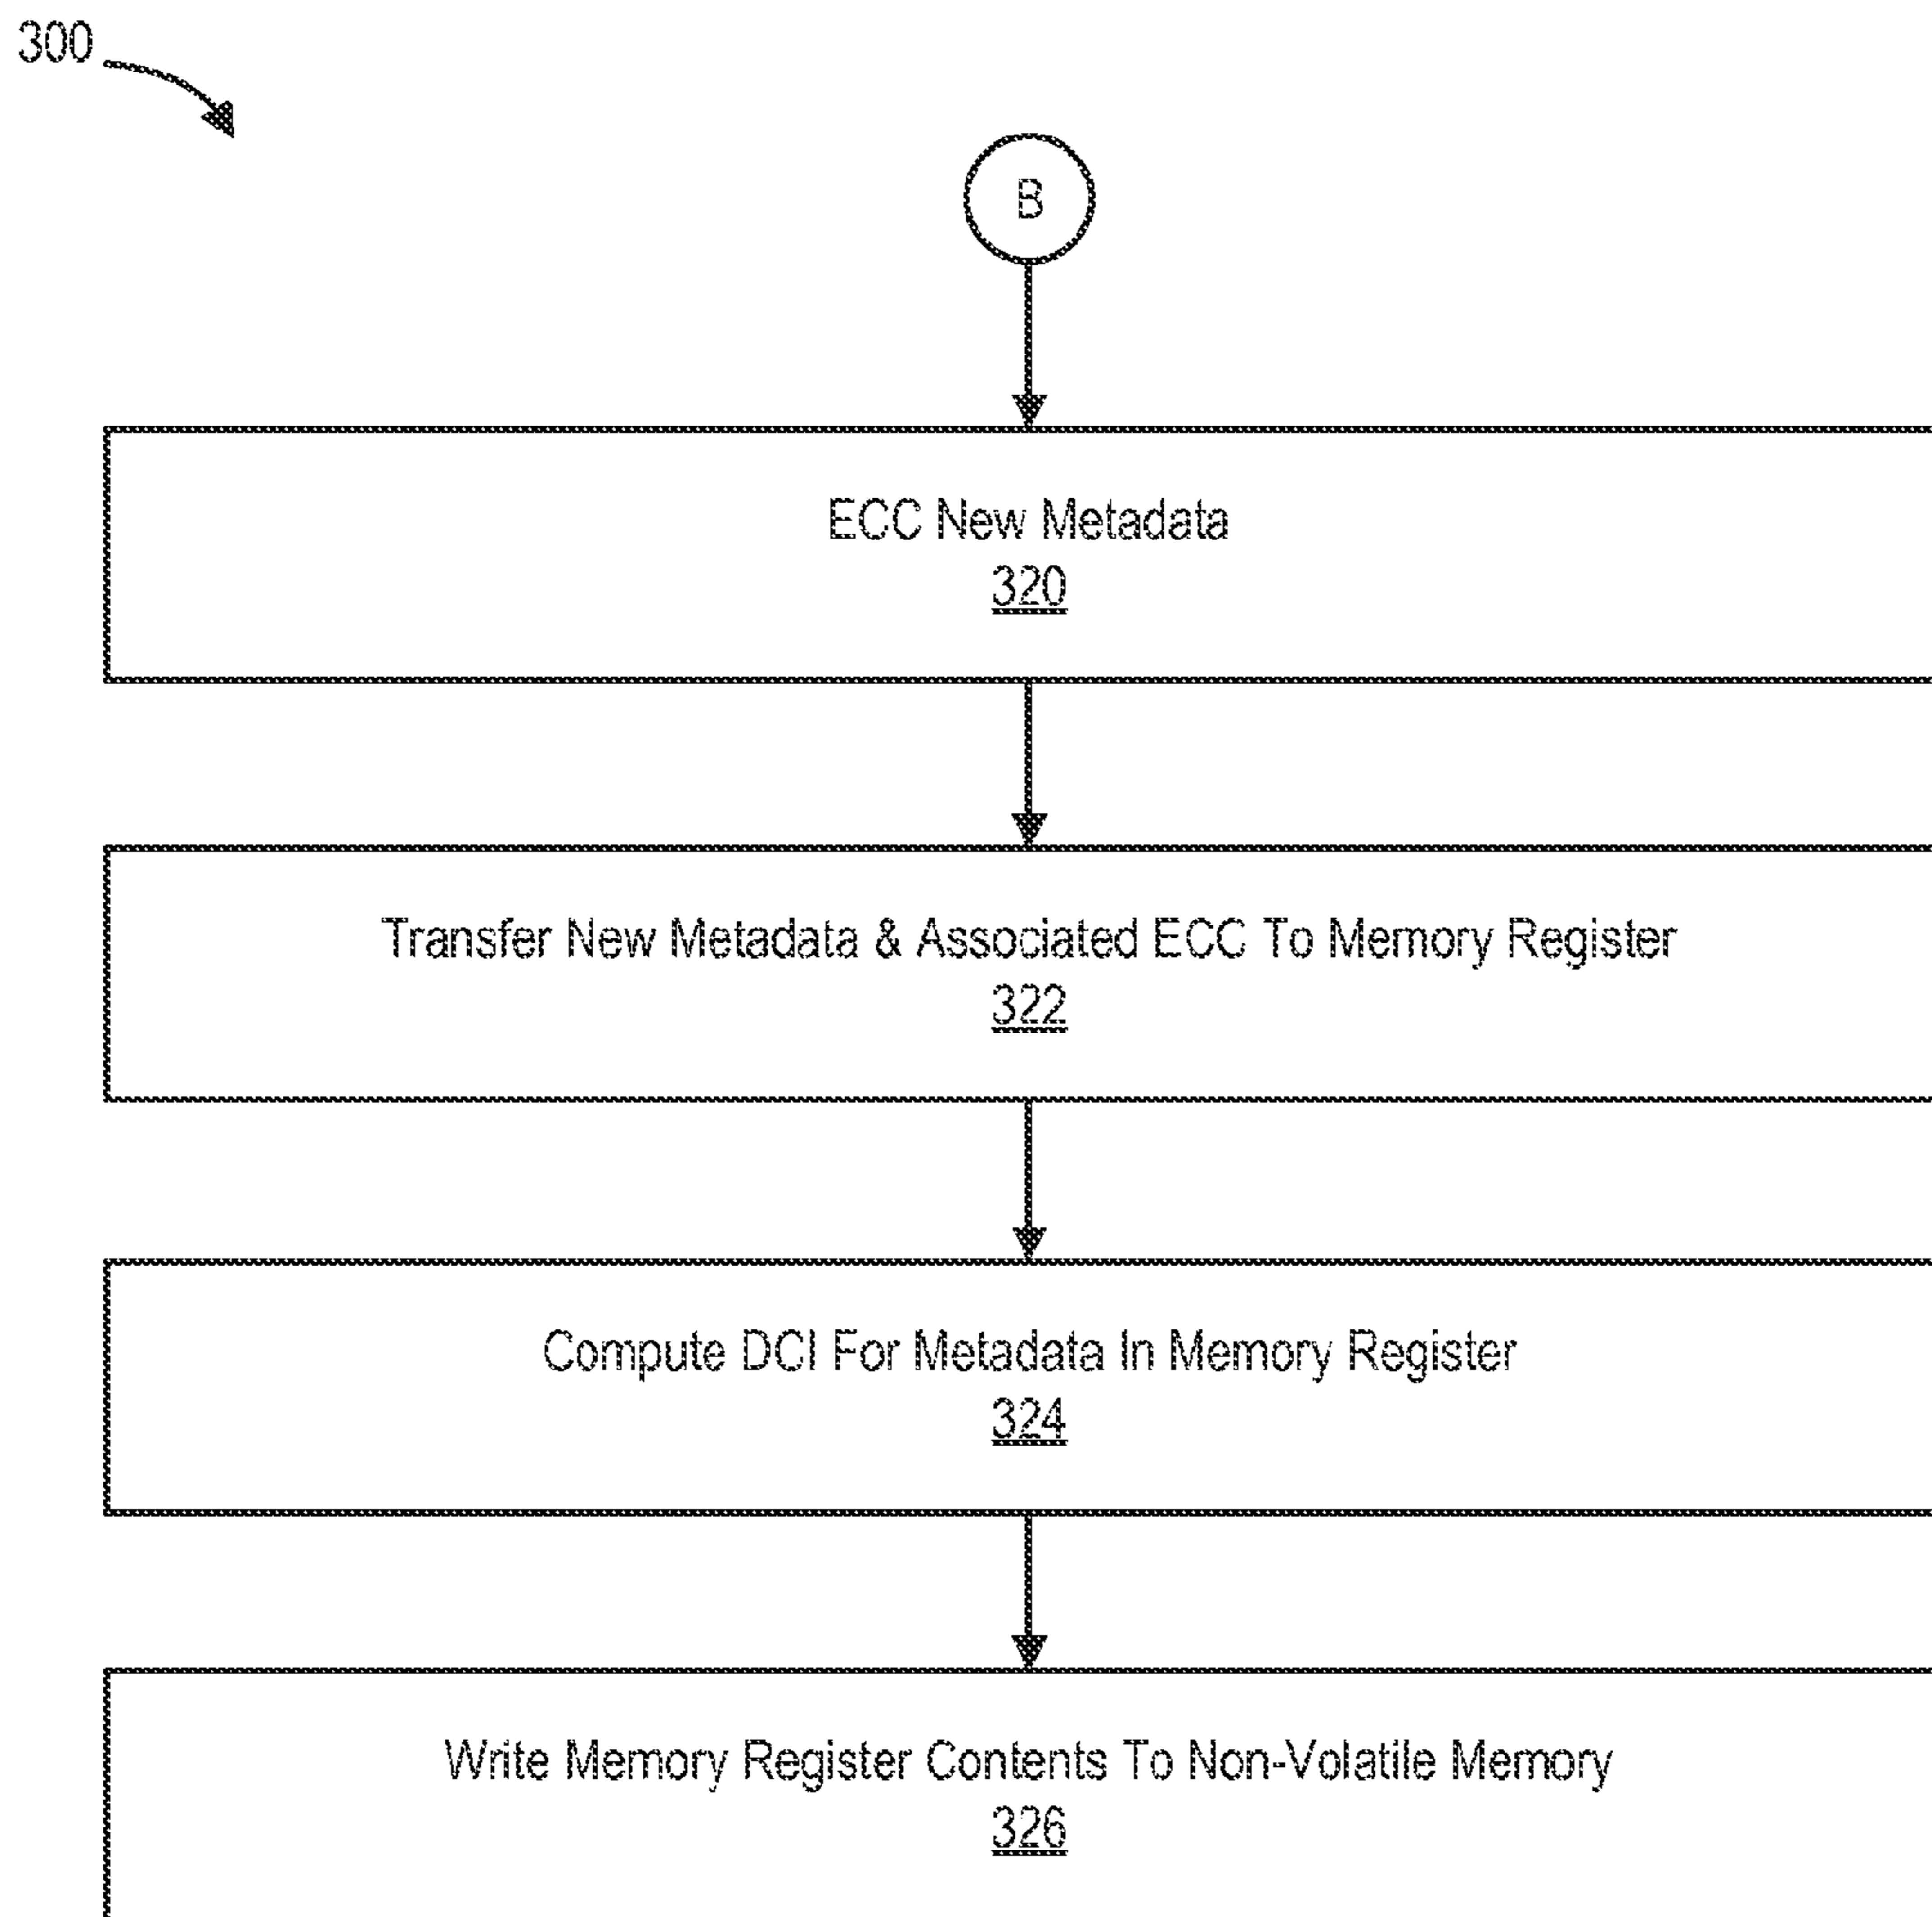 300
B
ECC New Metadata
320
Transfer New Metadata & Associated ECC To Memory Register
322
Compute DCI For Metadata In Memory Register
324
Write Memory Register Contents To Non-Volatile Memory
326